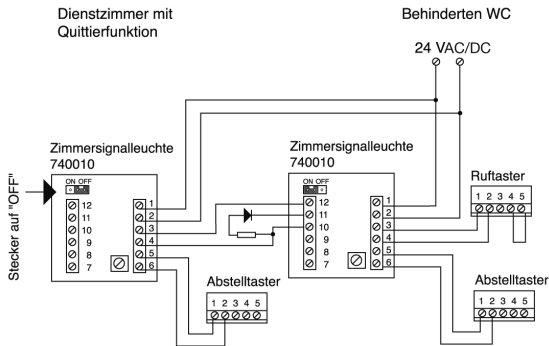 Dienstzimmer mit
Quittierfunktion
Behinderten WC
24 VAC/DC
Zimmersignalleuchte
740010
ON OFF
12
11
10
9
8
7
1
2
3
4
5
6
Stecker auf "OFF"
Zimmersignalleuchte
740010
ON OFF
12
11
10
9
8
7
1
2
3
4
5
6
Ruftaster
1 2 3 4 5
Abstelltaster
1 2 3 4 5
Abstelltaster
1 2 3 4 5